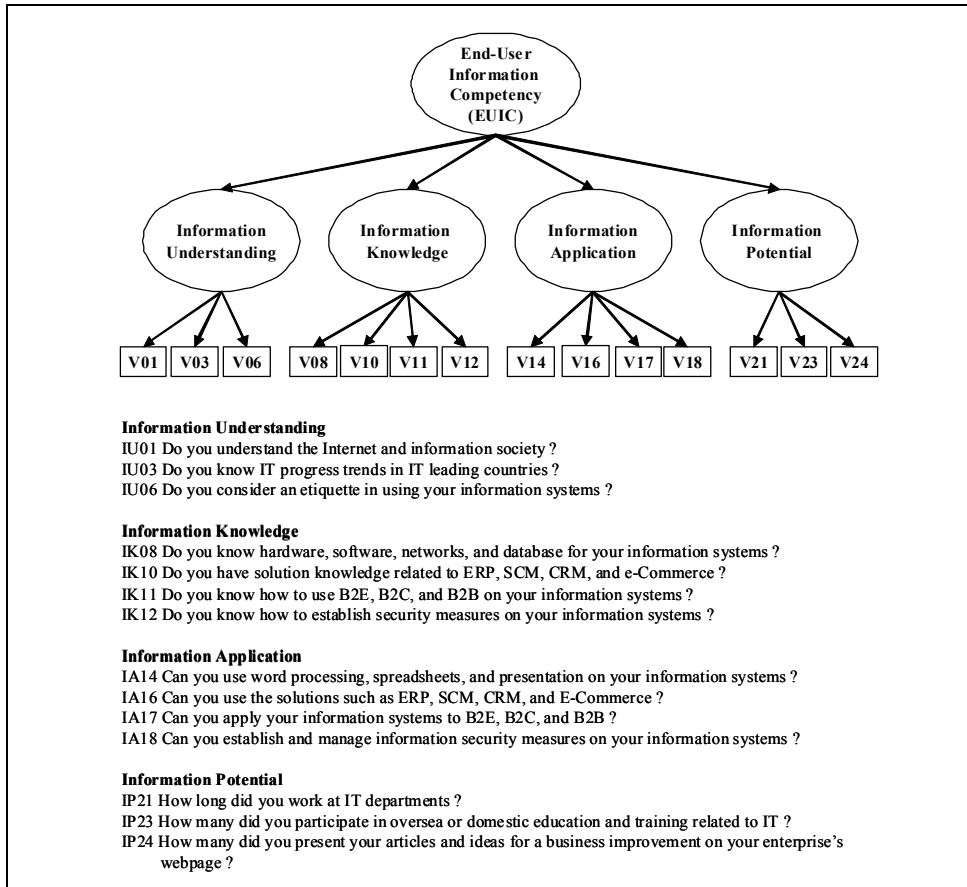 End-User
Information
Competency
(EUIC)
Information
Understanding
Information
Knowledge
Information
Application
Information
Potential
V01 V03 V06 V08 V10 V11 V12 V14 V16 V17 V18 V21 V23 V24
Information Understanding
IU01 Do you understand the Internet and information society ?
IU03 Do you know IT progress trends in IT leading countries ?
IU06 Do you consider an etiquette in using your information systems ?
Information Knowledge
IK08 Do you know hardware, software, networks, and database for your information systems ?
IK10 Do you have solution knowledge related to ERP, SCM, CRM, and e-Commerce ?
IK11 Do you know how to use B2E, B2C, and B2B on your information systems ?
IK12 Do you know how to establish security measures on your information systems ?
Information Application
IA14 Can you use word processing, spreadsheets, and presentation on your information systems ?
IA16 Can you use the solutions such as ERP, SCM, CRM, and E-Commerce ?
IA17 Can you apply your information systems to B2E, B2C, and B2B ?
IA18 Can you establish and manage information security measures on your information systems ?
Information Potential
IP21 How long did you work at IT departments ?
IP23 How many did you participate in oversea or domestic education and training related to IT ?
IP24 How many did you present your articles and ideas for a business improvement on your enterprise's
webpage ?